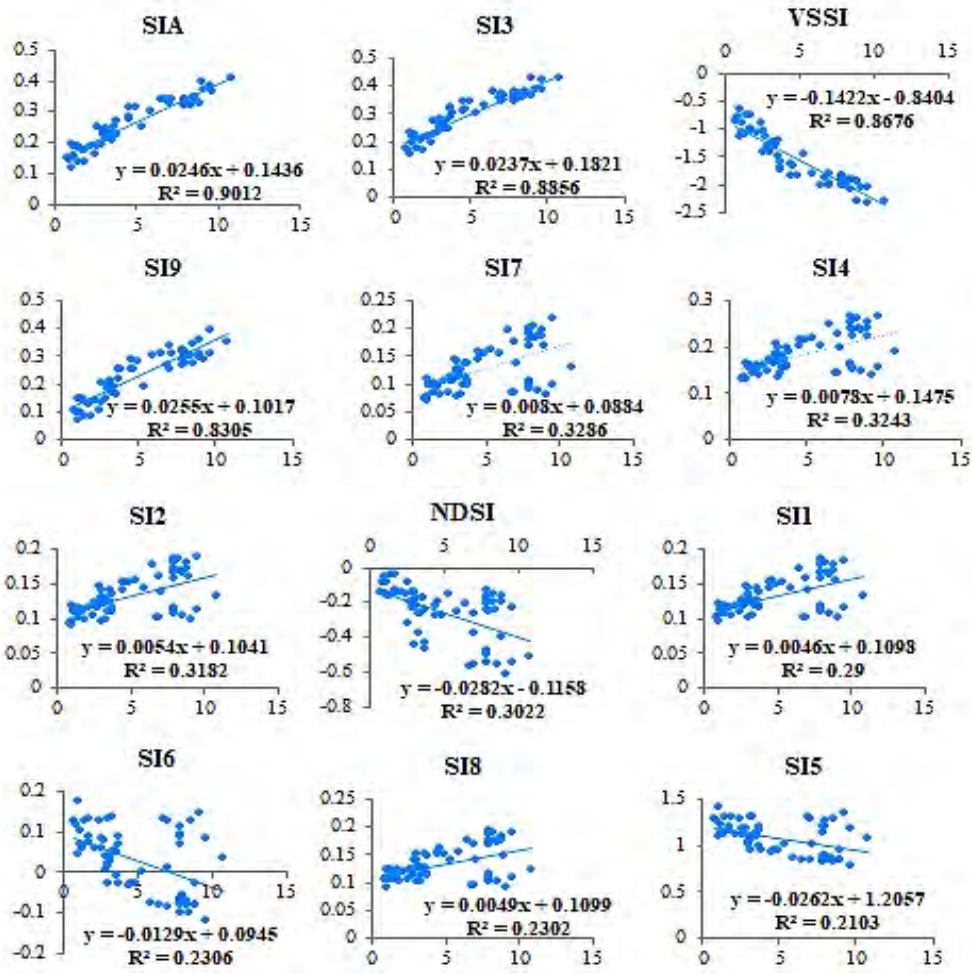 SIA
0.5
0.4
0.3
0.2
0.1
0
0 5 10 15
y = 0.0246x + 0.1436
R² = 0.9012
SI3
0.5
0.4
0.3
0.2
0.1
0
0 5 10 15
y = 0.0237x + 0.1821
R² = 0.8856
VSSI
0 5 10 15
0
-0.5
-1
-1.5
-2
-2.5
y = -0.1422x - 0.8404
R² = 0.8676
SI9
0.5
0.4
0.3
0.2
0.1
0
0 5 10 15
y = 0.0255x + 0.1017
R² = 0.8305
SI7
0.25
0.2
0.15
0.1
0.05
0
0 5 10 15
y = 0.008x + 0.0884
R² = 0.3286
SI4
0.3
0.2
0.1
0
0 5 10 15
y = 0.0078x + 0.1475
R² = 0.3243
SI2
0.2
0.15
0.1
0.05
0
0 5 10 15
y = 0.0054x + 0.1041
R² = 0.3182
NDSI
0 5 10 15
0
-0.2
-0.4
-0.6
-0.8
y = -0.0282x - 0.1158
R² = 0.3022
SI1
0.2
0.15
0.1
0.05
0
0 5 10 15
y = 0.0046x + 0.1098
R² = 0.29
SI6
0.2
0.1
0
-0.1
-0.2
0 5 10 15
y = -0.0129x + 0.0945
R² = 0.2306
SI8
0.25
0.2
0.15
0.1
0.05
0
0 5 10 15
y = 0.0049x + 0.1099
R² = 0.2302
SI5
1.5
1
0.5
0
0 5 10 15
y = -0.0262x + 1.2057
R² = 0.2103